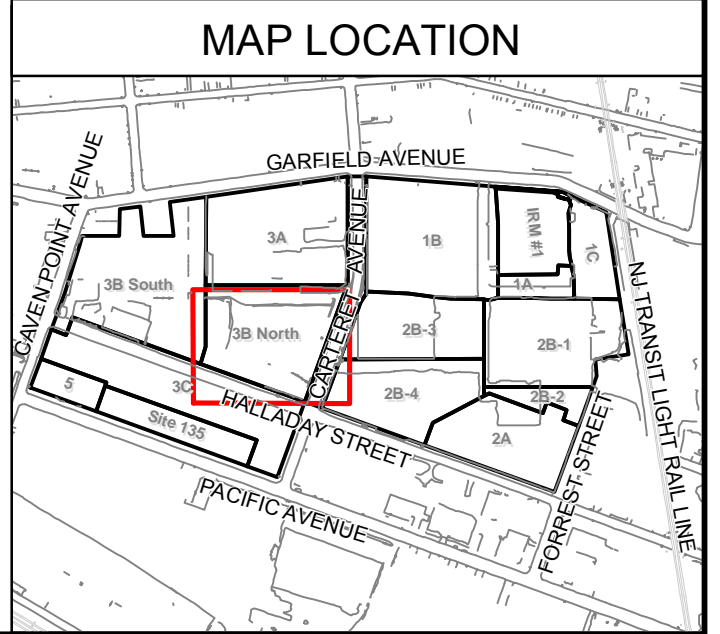 MAP LOCATION
GARFIELD AVENUE
CAVEN POINT AVENUE
CARTERET AVENUE
3A
1B
IRM #1
1C
1A
3B South
3B North
2B-3
2B-1
NJ TRANSIT LIGHT RAIL LINE
3C
5
Site 135
HALLADAY STREET
2B-4
2B-2
2A
FORREST STREET
PACIFIC AVENUE